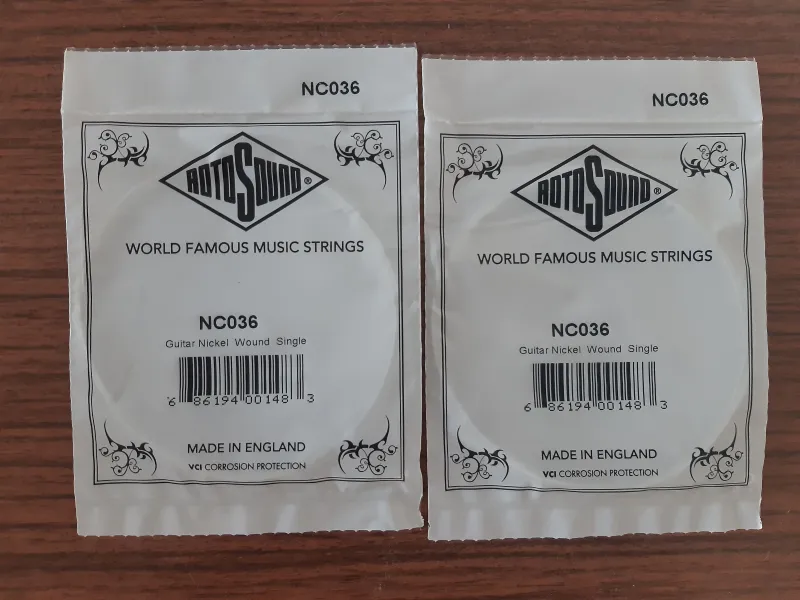 NC036
ROTOSOUND®
WORLD FAMOUS MUSIC STRINGS
NC036
Guitar Nickel Wound Single
6 86194 00148 3
MADE IN ENGLAND
VCI CORROSION PROTECTION
NC036
ROTOSOUND®
WORLD FAMOUS MUSIC STRINGS
NC036
Guitar Nickel Wound Single
6 86194 00148 3
MADE IN ENGLAND
VCI CORROSION PROTECTION